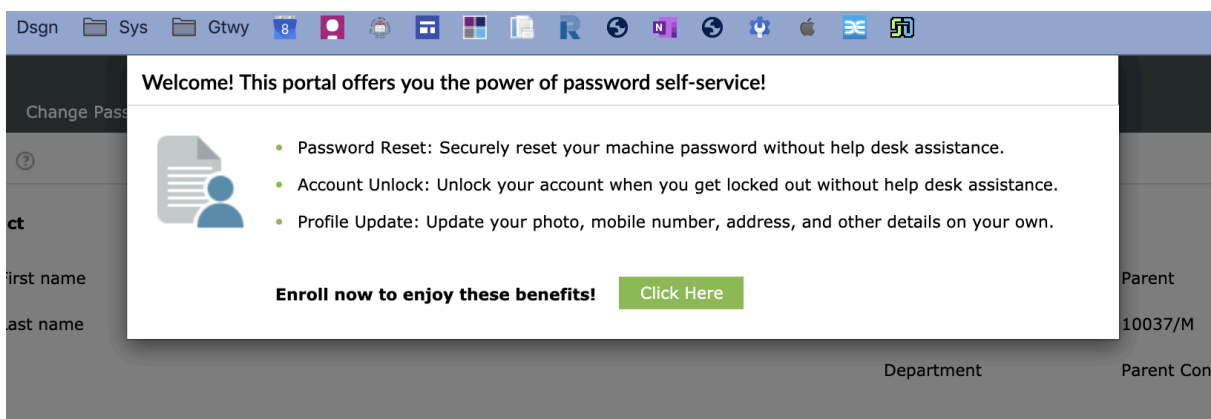 Dsgn Sys Gtwy 8 R N
Welcome! This portal offers you the power of password self-service!
Change Pass
Password Reset: Securely reset your machine password without help desk assistance.
Account Unlock: Unlock your account when you get locked out without help desk assistance.
Profile Update: Update your photo, mobile number, address, and other details on your own.
ct
First name
Parent
Enroll now to enjoy these benefits! Click Here
Last name
10037/M
Department
Parent Con